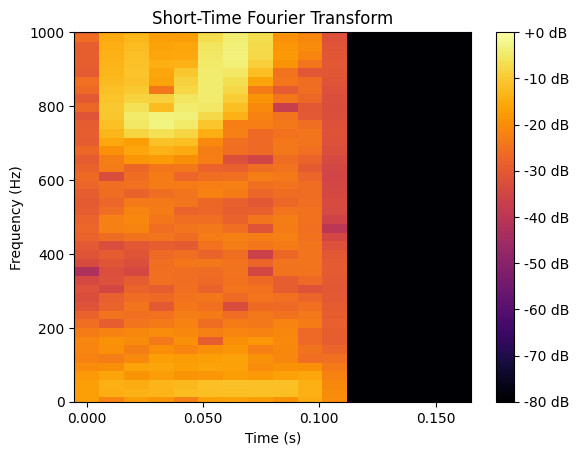 Short-Time Fourier Transform
1000
800
600
400
200
0
Frequency (Hz)
0.000
0.050
0.100
0.150
Time (s)
+0 dB
-10 dB
-20 dB
-30 dB
-40 dB
-50 dB
-60 dB
-70 dB
-80 dB